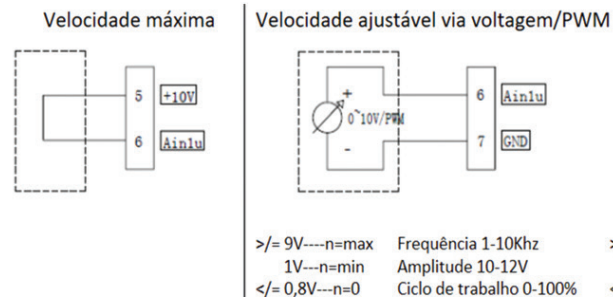 Velocidade máxima
5 +10V
6 Ain1u
Velocidade ajustável via voltagem/PWM
+
0~10V/PWM
-
6 Ain1u
7 GND
>/= 9V----n=max Frequência 1-10Khz
1V---n=min Amplitude 10-12V
</= 0,8V---n=0 Ciclo de trabalho 0-100%